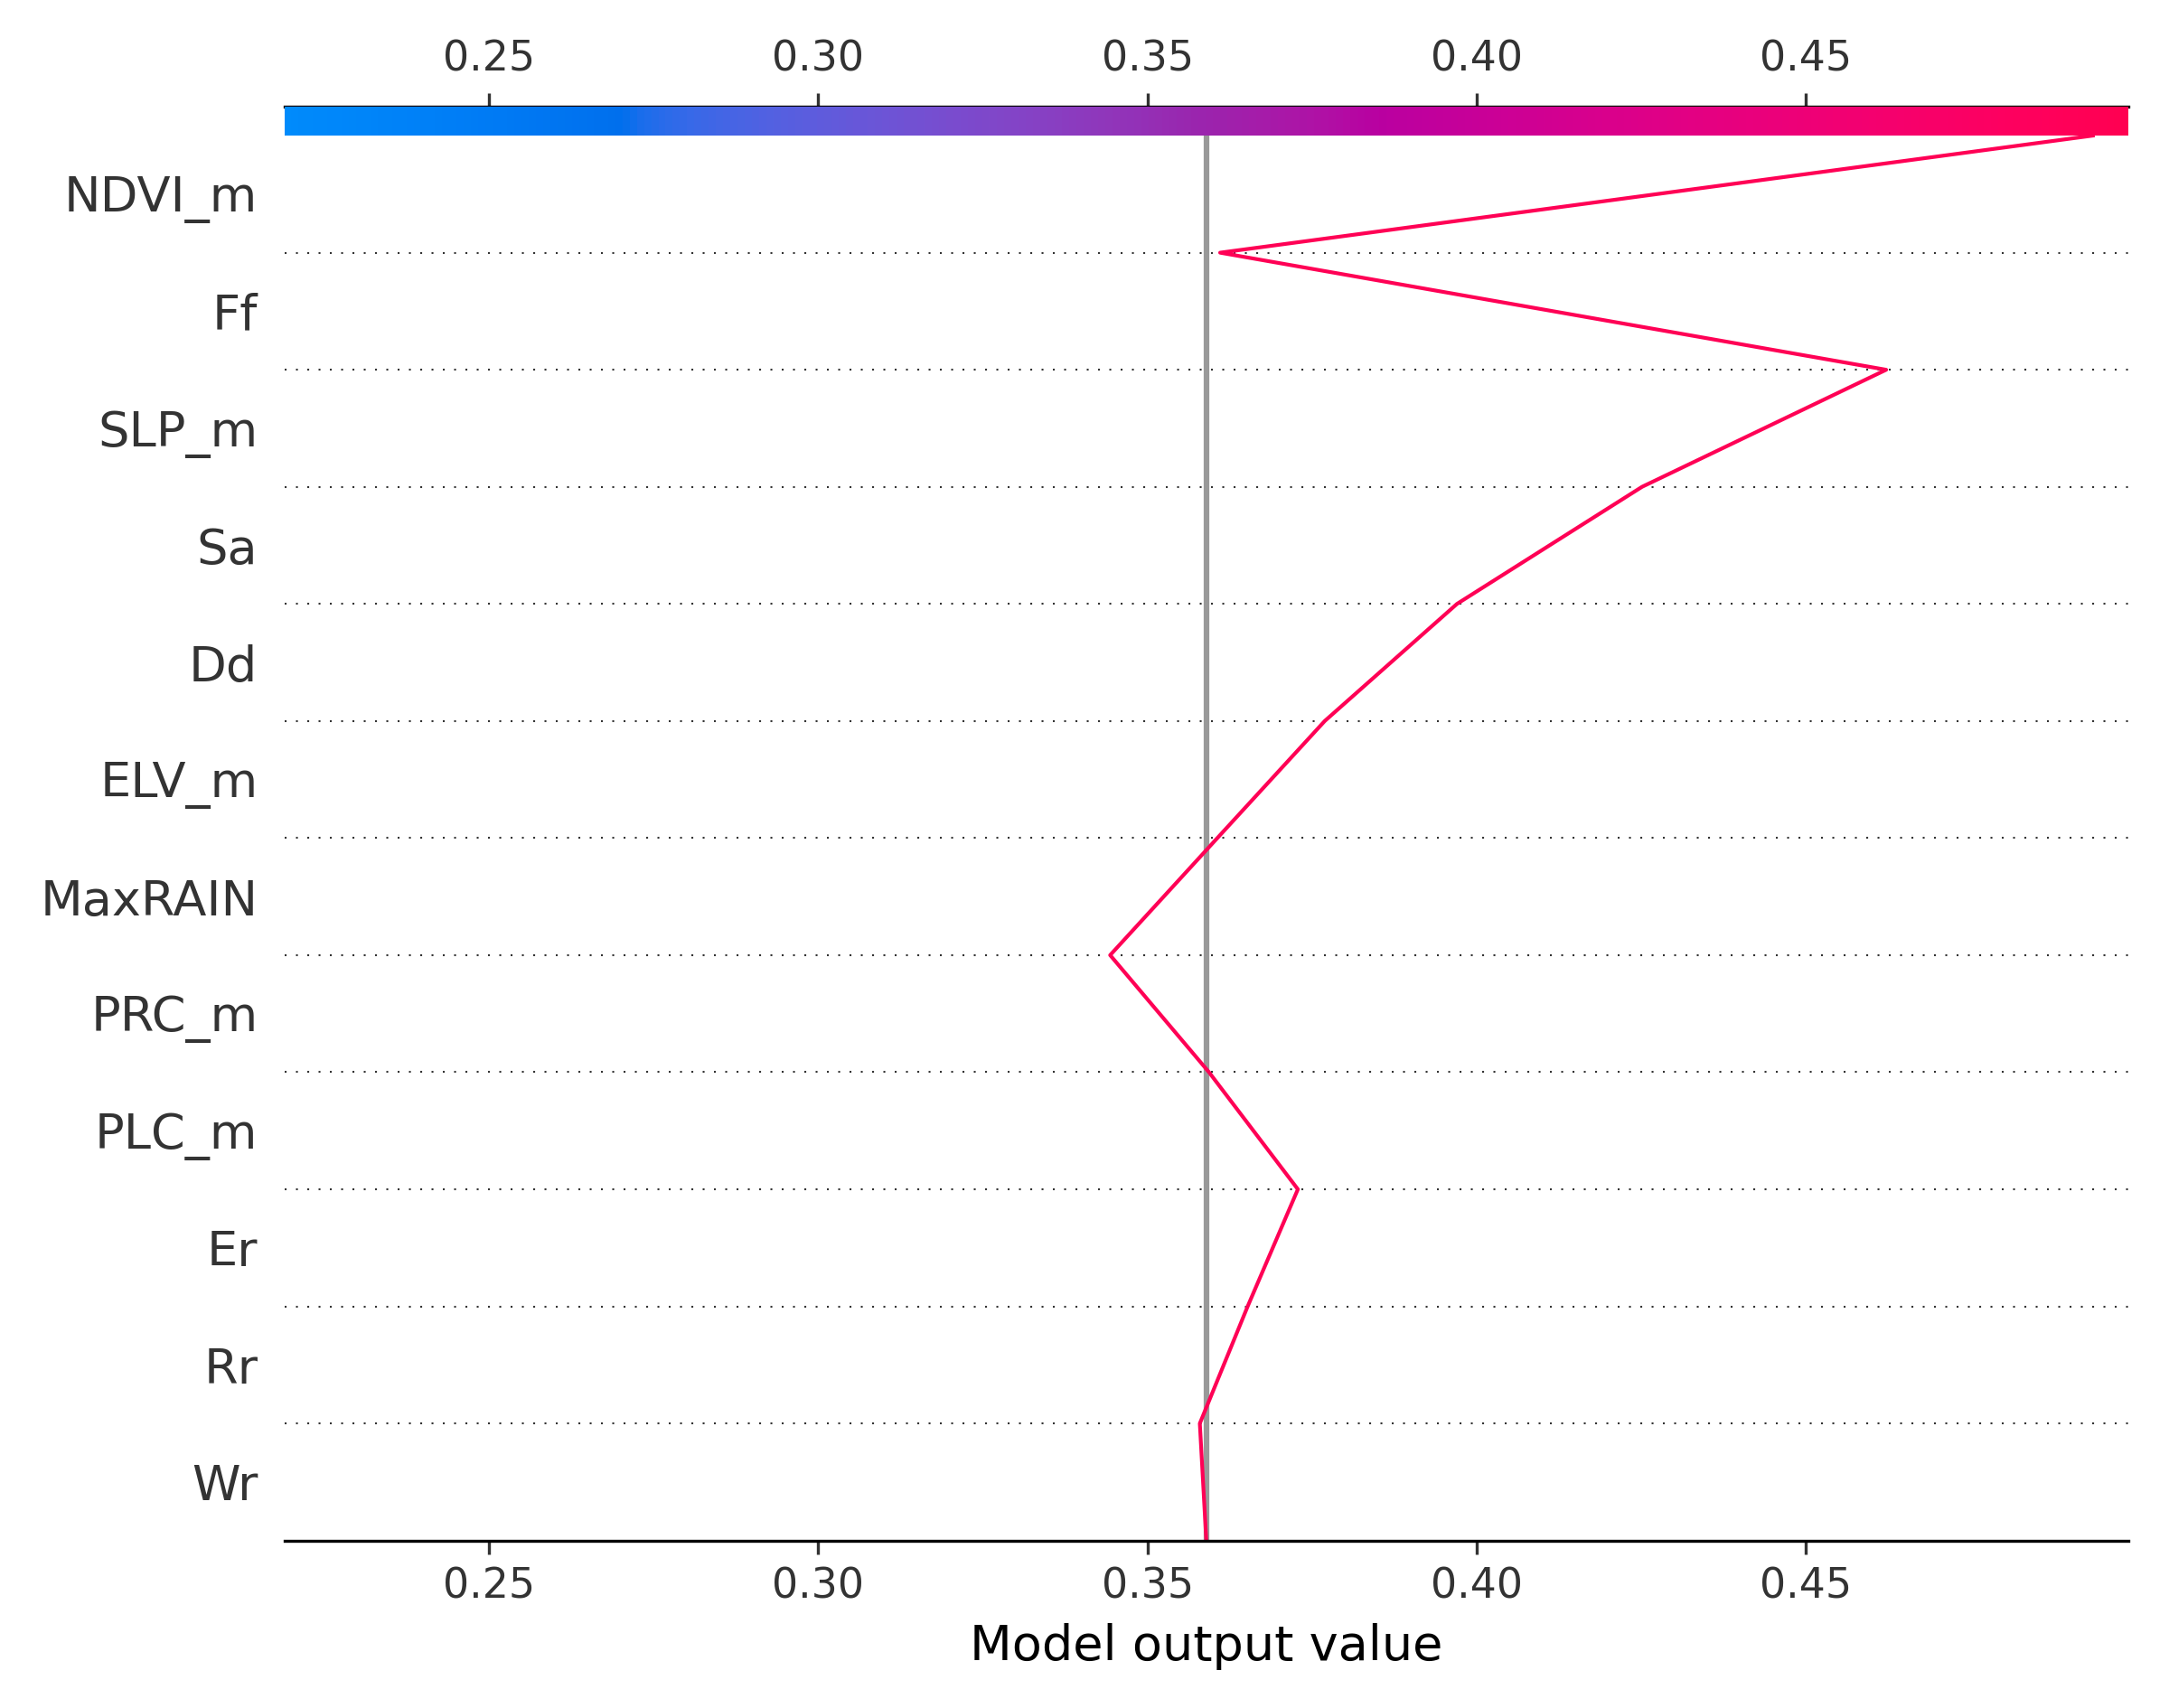 0.25 0.30 0.35 0.40 0.45
NDVI_m
Ff
SLP_m
Sa
Dd
ELV_m
MaxRAIN
PRC_m
PLC_m
Er
Rr
Wr
0.25 0.30 0.35 0.40 0.45
Model output value